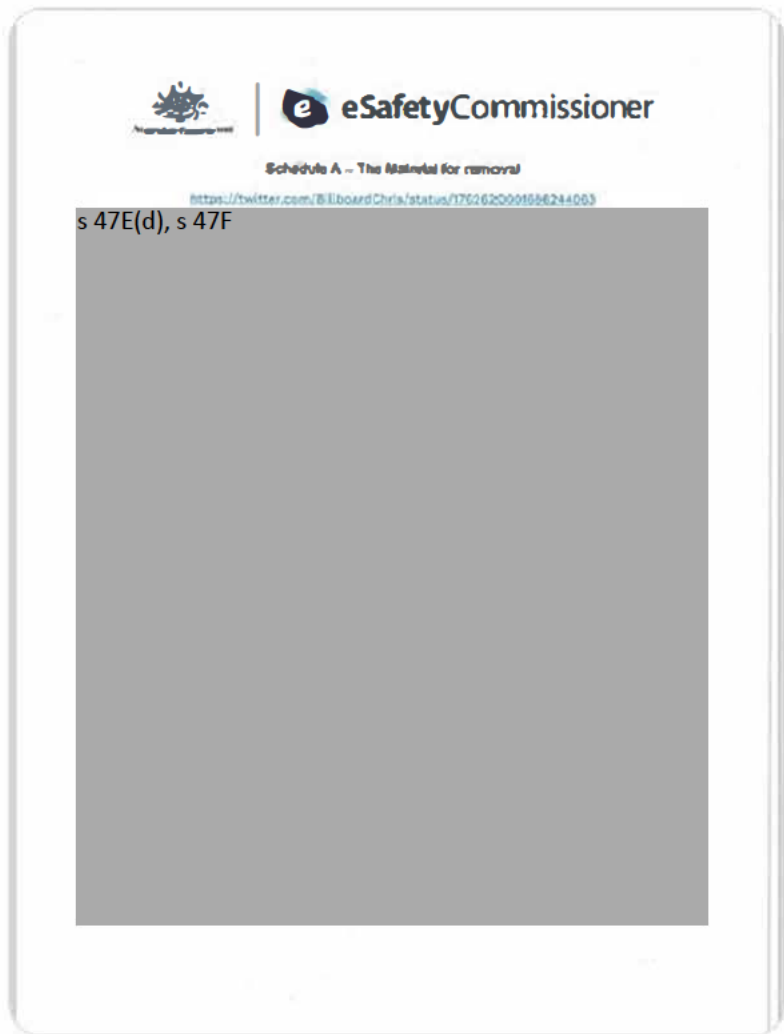 eSafetyCommissioner
Schedule A – The Material for removal
https://twitter.com/BillboardChris/status/
s 47E(d), s 47F